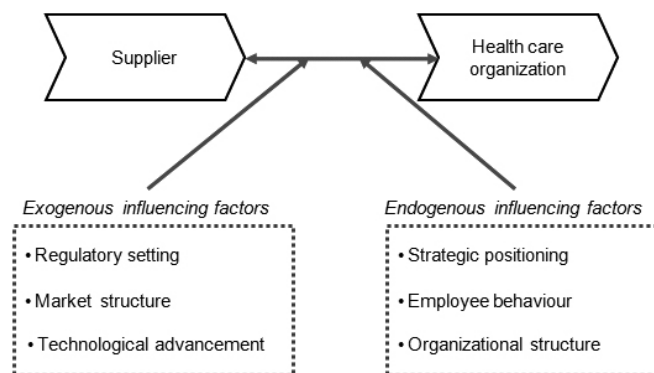 Supplier
Health care
organization
Exogenous influencing factors
• Regulatory setting
• Market structure
• Technological advancement
Endogenous influencing factors
• Strategic positioning
• Employee behaviour
• Organizational structure